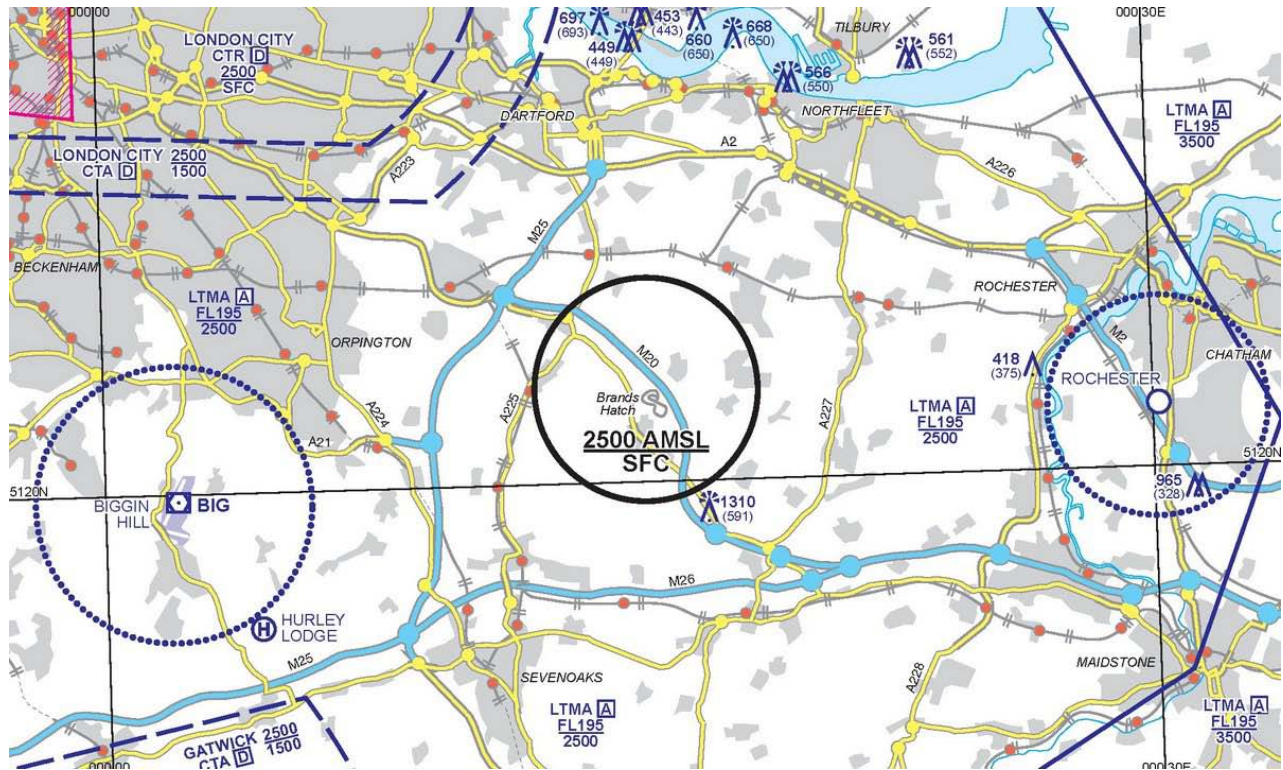 000/00
000/30E
697
(693)
453
(443)
449
(449)
660
(656)
668
(650)
TILBURY
561
(552)
566
(550)
LONDON CITY
CTR D
2500
SFC
DARTFORD
NORTHFLEET
LTMA A
FL195
3500
A2
A226
LONDON CITY
CTA D
2500
1500
A223
M25
BECKENHAM
ROCHESTER
LTMA A
FL195
2500
ORPINGTON
M20
M2
CHATHAM
418
(375)
ROCHESTER
Brands
Hatch
A225
A227
LTMA A
FL195
2500
A224
A21
2500 AMSL
SFC
5120N
5120N
BIGGIN
HILL
BIG
965
(328)
1310
(591)
M26
H
HURLEY
LODGE
M25
SEVENOAKS
MAIDSTONE
A228
LTMA A
FL195
2500
LTMA A
FL195
3500
GATWICK
CTA D
2500
1500
000/00
000/30E